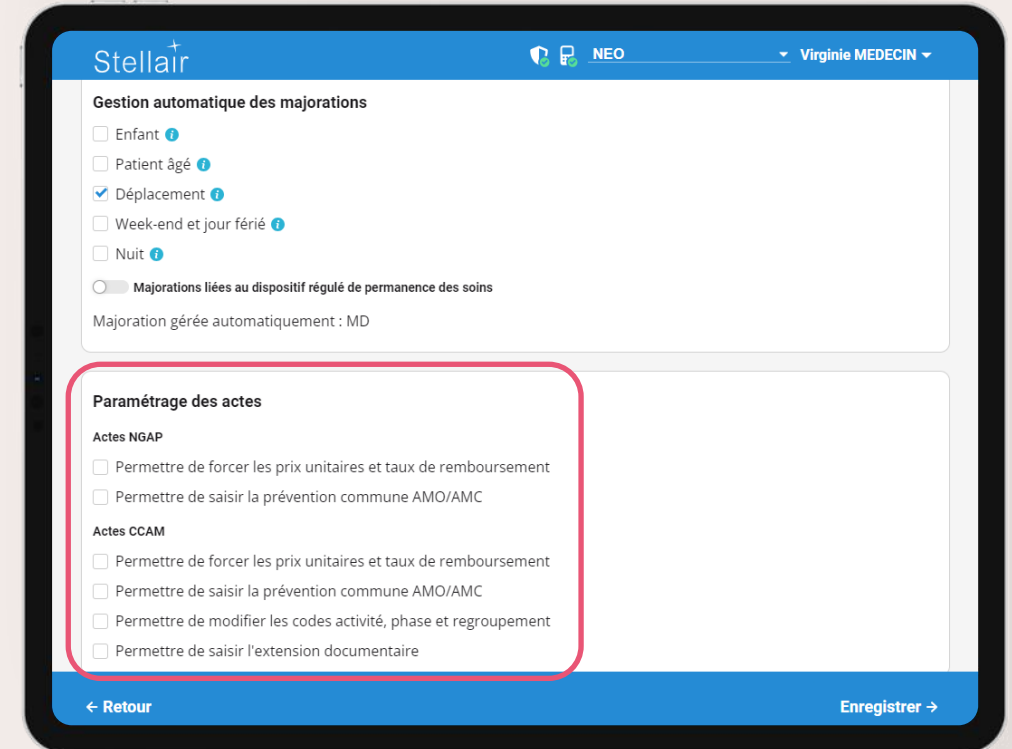 Stellair
NEO
Virginie MEDECIN
Gestion automatique des majorations
Enfant
Patient âgé
Déplacement
Week-end et jour férié
Nuit
Majorations liées au dispositif régulé de permanence des soins
Majoration gérée automatiquement : MD
Paramétrage des actes
Actes NGAP
Permettre de forcer les prix unitaires et taux de remboursement
Permettre de saisir la prévention commune AMO/AMC
Actes CCAM
Permettre de forcer les prix unitaires et taux de remboursement
Permettre de saisir la prévention commune AMO/AMC
Permettre de modifier les codes activité, phase et regroupement
Permettre de saisir l'extension documentaire
← Retour
Enregistrer →